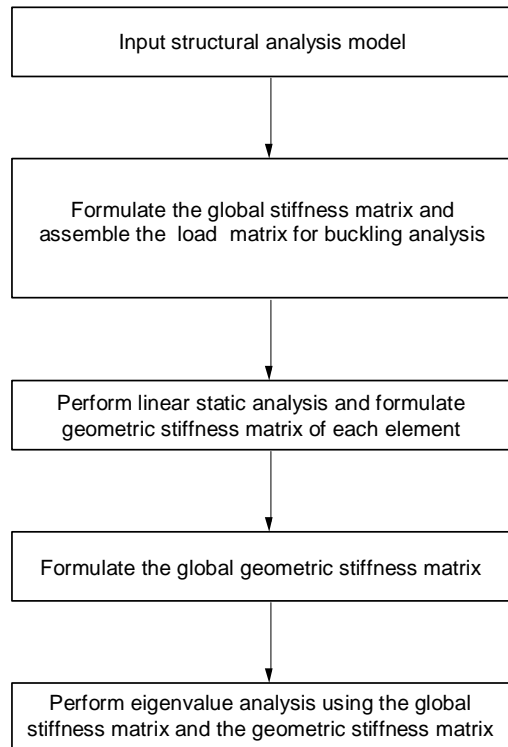 Input structural analysis model
Formulate the global stiffness matrix and
assemble the load matrix for buckling analysis
Perform linear static analysis and formulate
geometric stiffness matrix of each element
Formulate the global geometric stiffness matrix
Perform eigenvalue analysis using the global
stiffness matrix and the geometric stiffness matrix